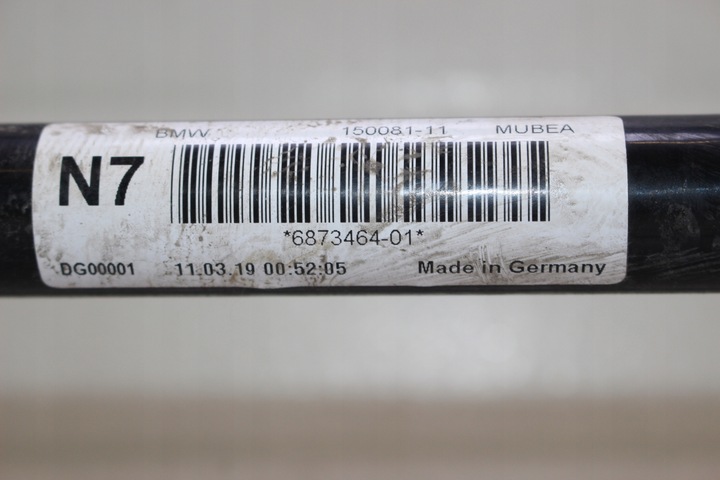 BMW 150081-11 MUBEA
N7
*6873464-01*
DG00001 11.03.19 00:52:05 Made in Germany